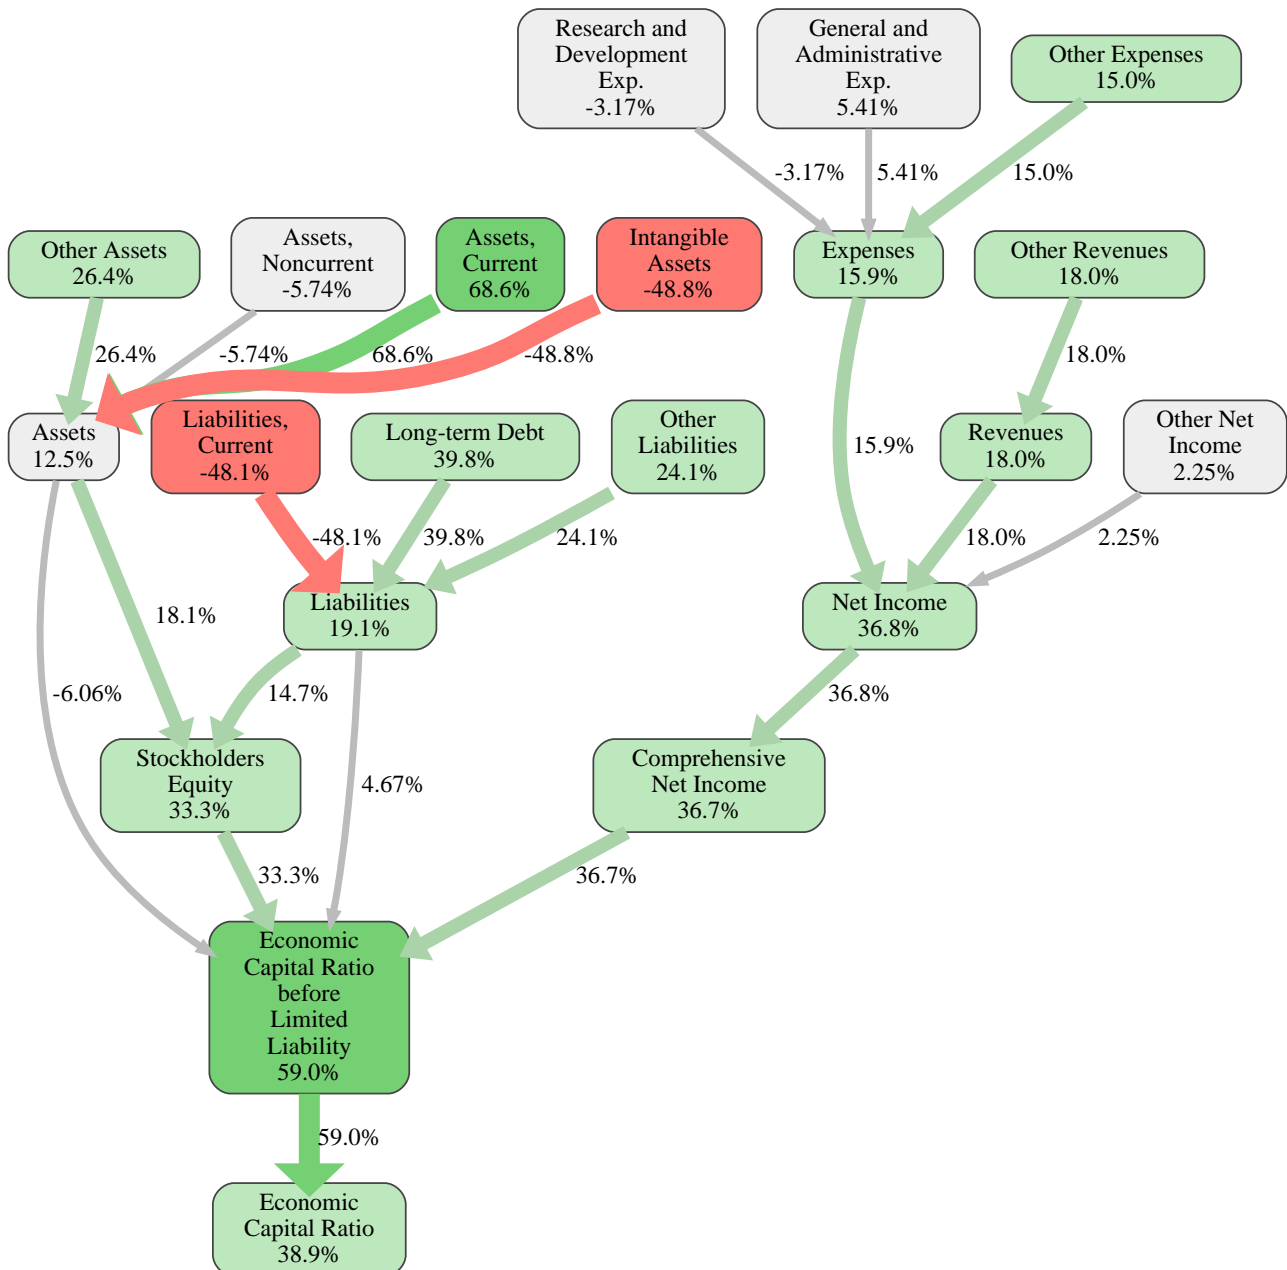 Research and
Development
Exp.
-3.17%
General and
Administrative
Exp.
5.41%
Other Expenses
15.0%
-3.17%
5.41%
15.0%
Other Assets
26.4%
Assets,
Noncurrent
-5.74%
Assets,
Current
68.6%
Intangible
Assets
-48.8%
Expenses
15.9%
Other Revenues
18.0%
26.4%
-5.74%
68.6%
-48.8%
18.0%
Assets
12.5%
Liabilities,
Current
-48.1%
Long-term Debt
39.8%
Other
Liabilities
24.1%
15.9%
Revenues
18.0%
Other Net
Income
2.25%
-48.1%
39.8%
24.1%
18.0%
2.25%
18.1%
Liabilities
19.1%
Net Income
36.8%
-6.06%
14.7%
36.8%
Stockholders
Equity
33.3%
4.67%
Comprehensive
Net Income
36.7%
33.3%
36.7%
Economic
Capital Ratio
before
Limited
Liability
59.0%
59.0%
Economic
Capital Ratio
38.9%